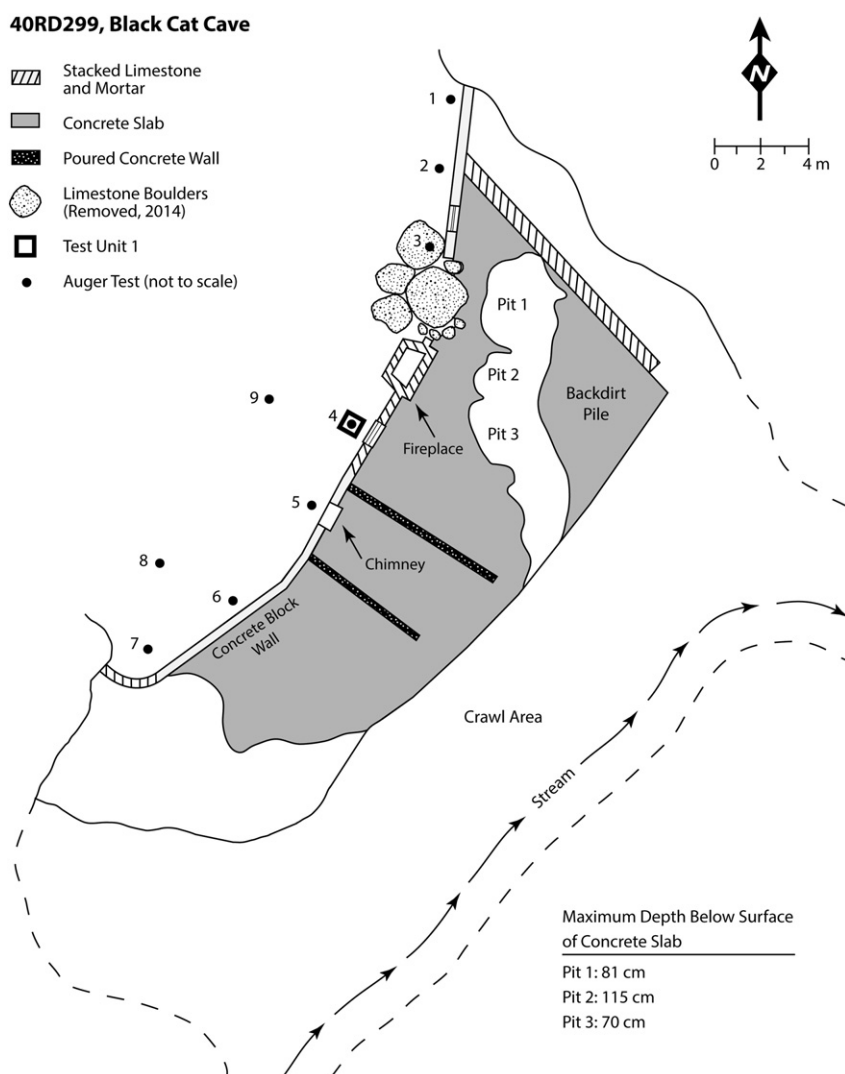 40RD299, Black Cat Cave
Stacked Limestone
and Mortar
Concrete Slab
Poured Concrete Wall
Limestone Boulders
(Removed, 2014)
Test Unit 1
Auger Test (not to scale)
N
0 2 4 m
1
2
3
Pit 1
Pit 2
Backdirt
Pile
9
4
Pit 3
Fireplace
5
Chimney
8
6
Concrete Block
Wall
7
Crawl Area
Stream
Maximum Depth Below Surface
of Concrete Slab
Pit 1: 81 cm
Pit 2: 115 cm
Pit 3: 70 cm